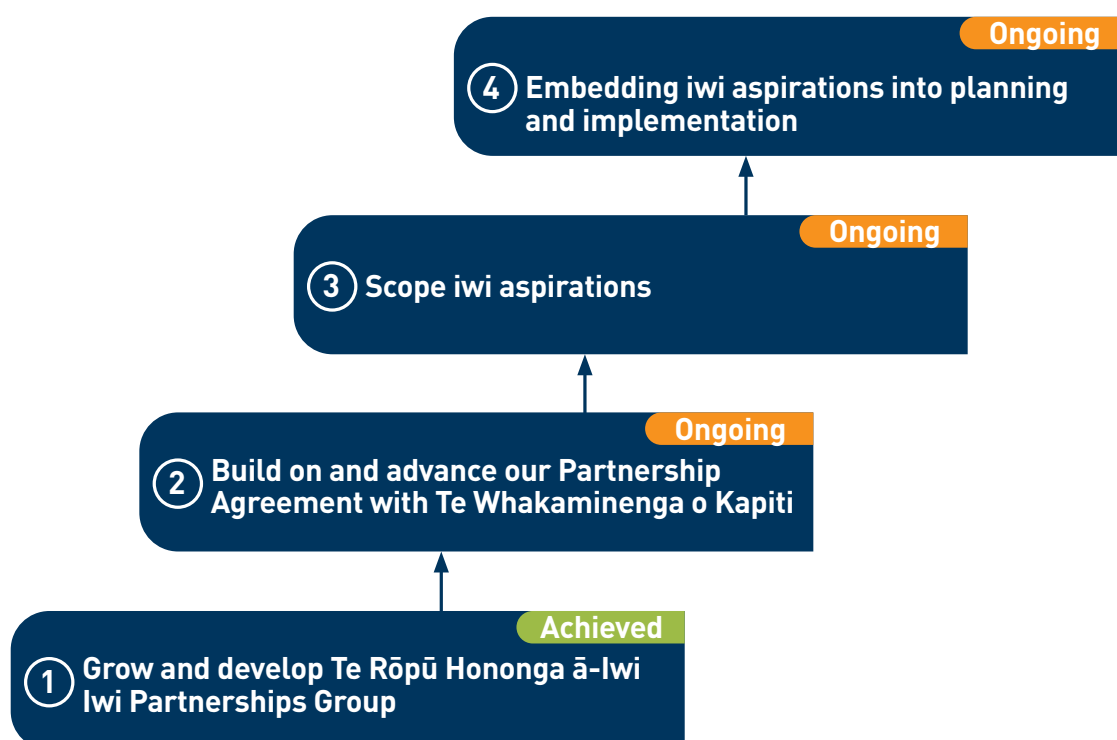 Ongoing
4 Embedding iwi aspirations into planning
and implementation
Ongoing
3 Scope iwi aspirations
Ongoing
2 Build on and advance our Partnership
Agreement with Te Whakaminenga o Kapiti
Achieved
1 Grow and develop Te Rōpū Hononga ā-Iwi
Iwi Partnerships Group